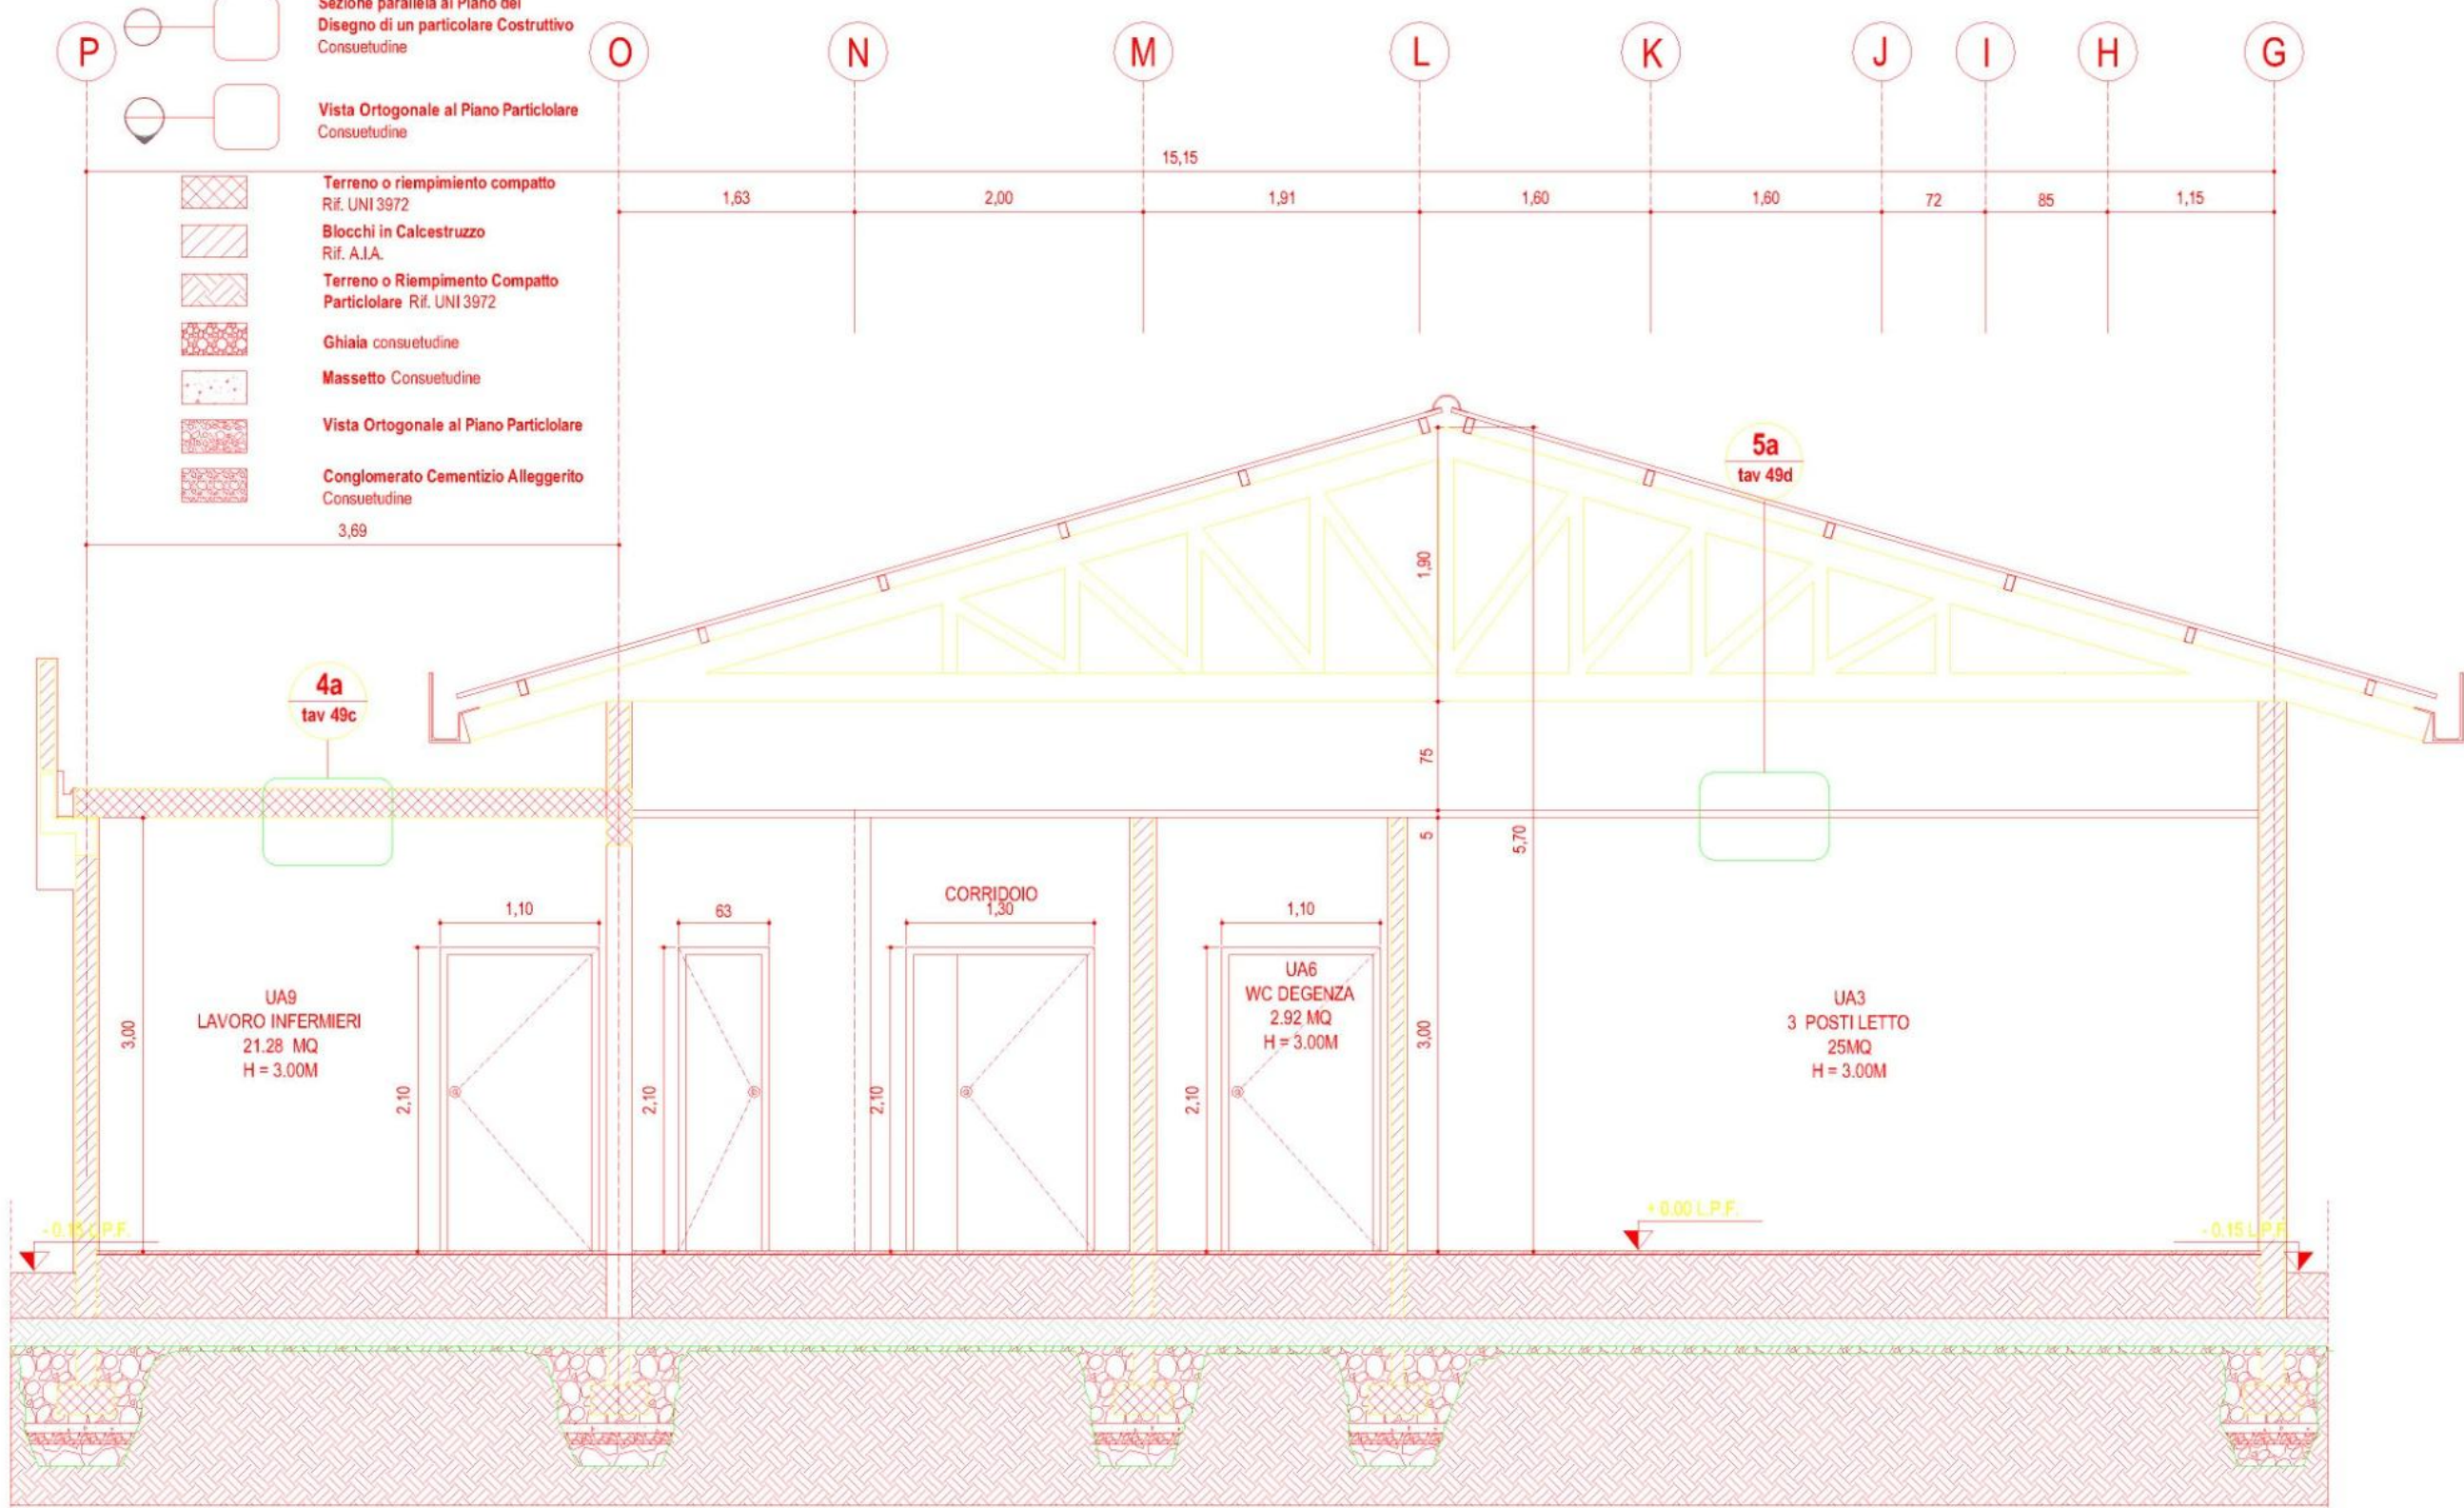 Sezione parallela al Piano del
Disegno di un particolare Costruttivo
Consuetudine
P
O
N
M
L
K
J
I
H
G
Vista Ortogonale al Piano Particlolare
Consuetudine
15,15
Terreno o riempimiento compatto
Rif. UNI 3972
1,63
2,00
1,91
1,60
1,60
72
85
1,15
Blocchi in Calcestruzzo
Rif. A.I.A.
Terreno o Riempimento Compatto
Particlolare Rif. UNI 3972
Ghiaia consuetudine
Massetto Consuetudine
Vista Ortogonale al Piano Particlolare
Conglomerato Cementizio Alleggerito
Consuetudine
3,69
5a
tav 49d
1,90
4a
tav 49c
75
5
5,70
CORRIDOIO
1,10
63
1,30
1,10
UA9
LAVORO INFERMIERI
21.28 MQ
H = 3.00M
UA6
WC DEGENZA
2.92 MQ
H = 3.00M
UA3
3 POSTI LETTO
25MQ
H = 3.00M
3,00
3,00
2,10
2,10
2,10
2,10
- 0.15 L.P.F.
+ 0.00 L.P.F.
- 0.15 L.P.F